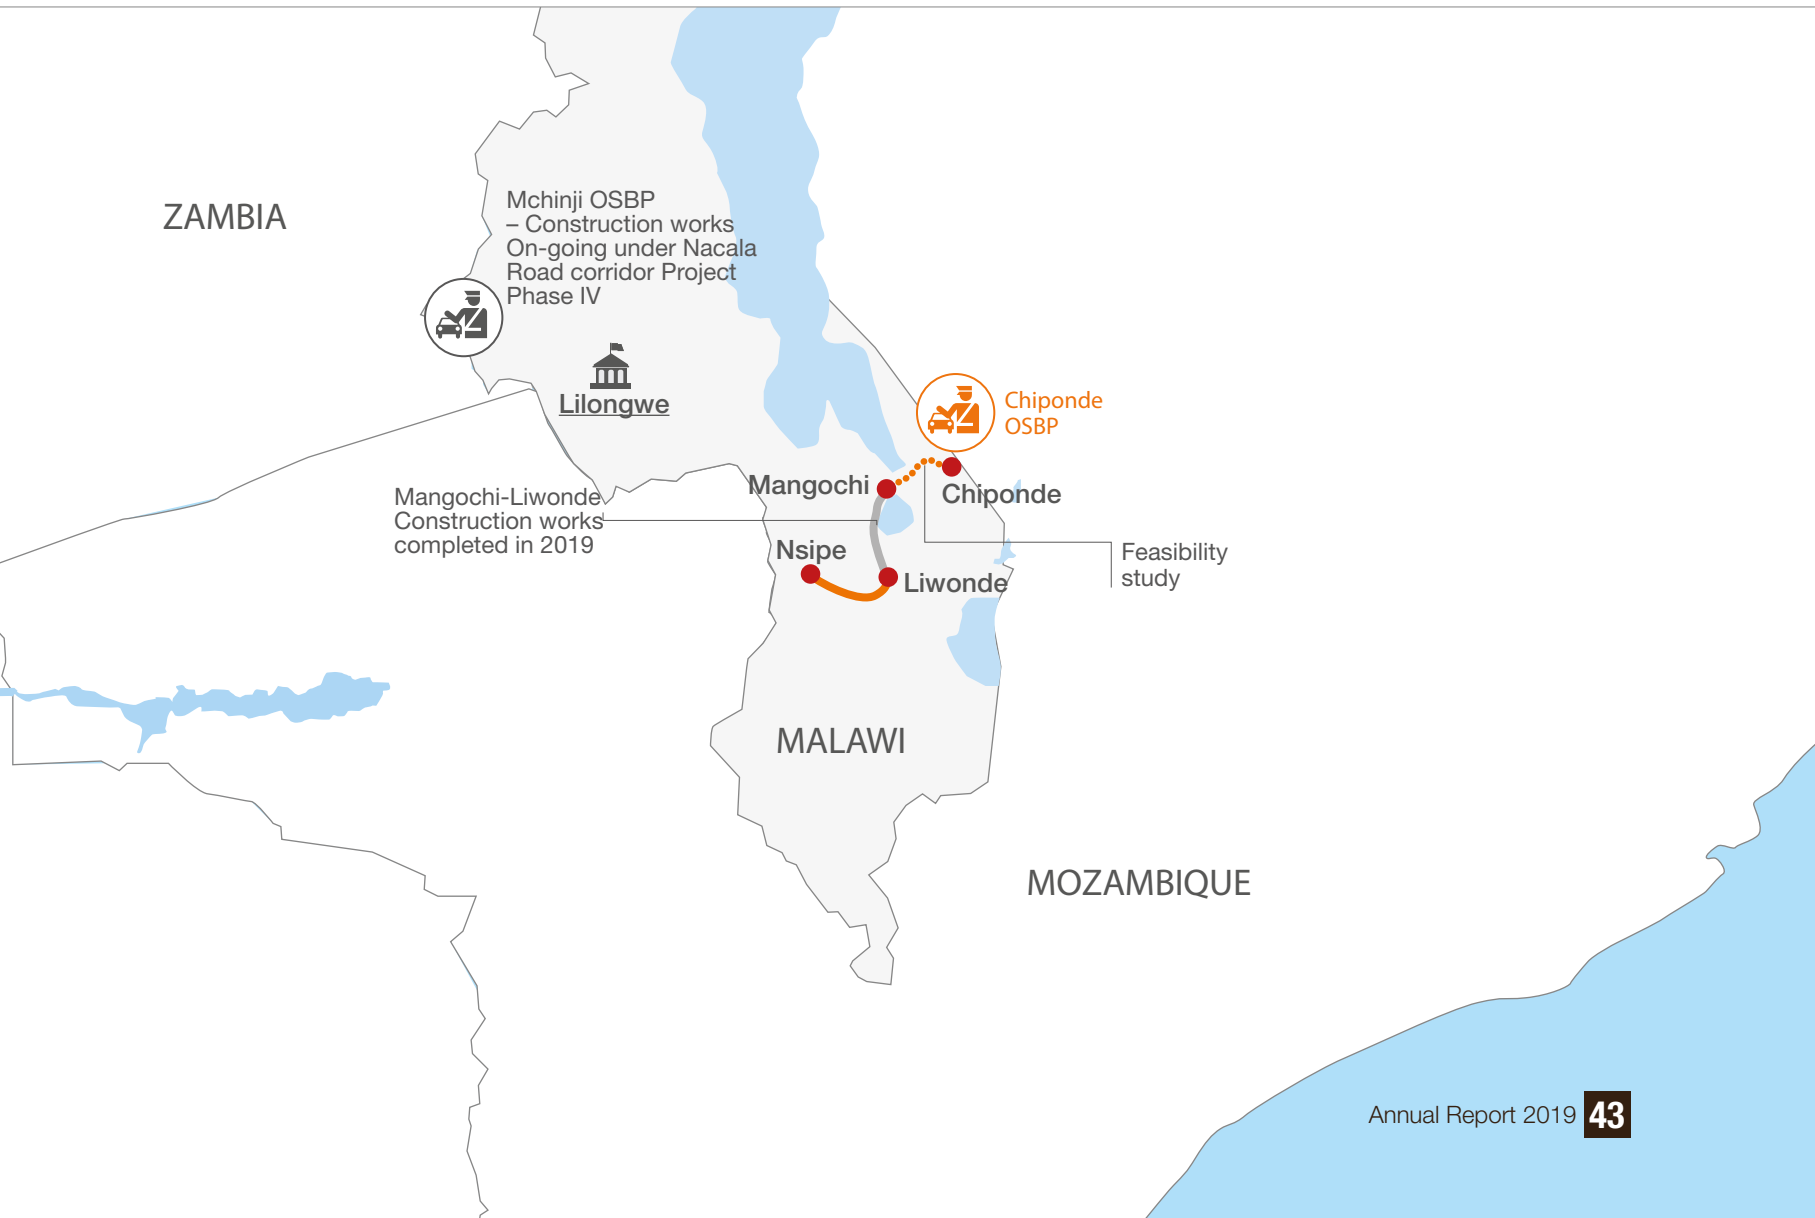 ZAMBIA
Mchinji OSBP
– Construction works
On-going under Nacala
Road corridor Project
Phase IV
Lilongwe
Chiponde
OSBP
Mangochi
Chiponde
Mangochi-Liwonde
Construction works
completed in 2019
Nsipe
Liwonde
Feasibility
study
MALAWI
MOZAMBIQUE
Annual Report 2019 43